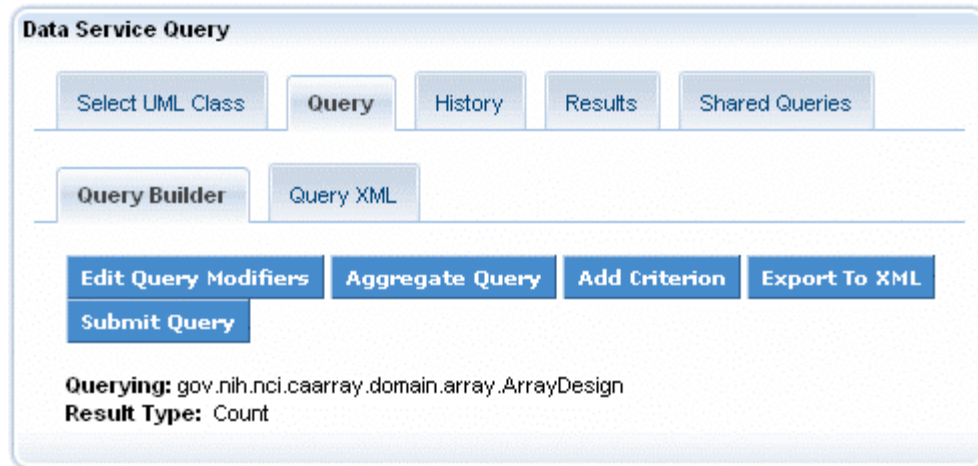 Data Service Query
Select UML Class Query History Results Shared Queries
Query Builder Query XML
Edit Query Modifiers Aggregate Query Add Criterion Export To XML
Submit Query
Querying: gov.nih.nci.caarray.domain.array.ArrayDesign
Result Type: Count